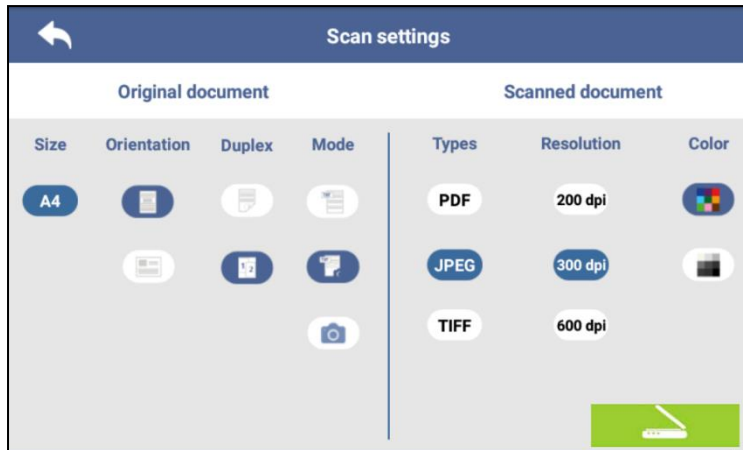 Scan settings
Original document
Scanned document
Size Orientation Duplex Mode Types Resolution Color
A4 PDF 200 dpi
JPEG 300 dpi
TIFF 600 dpi